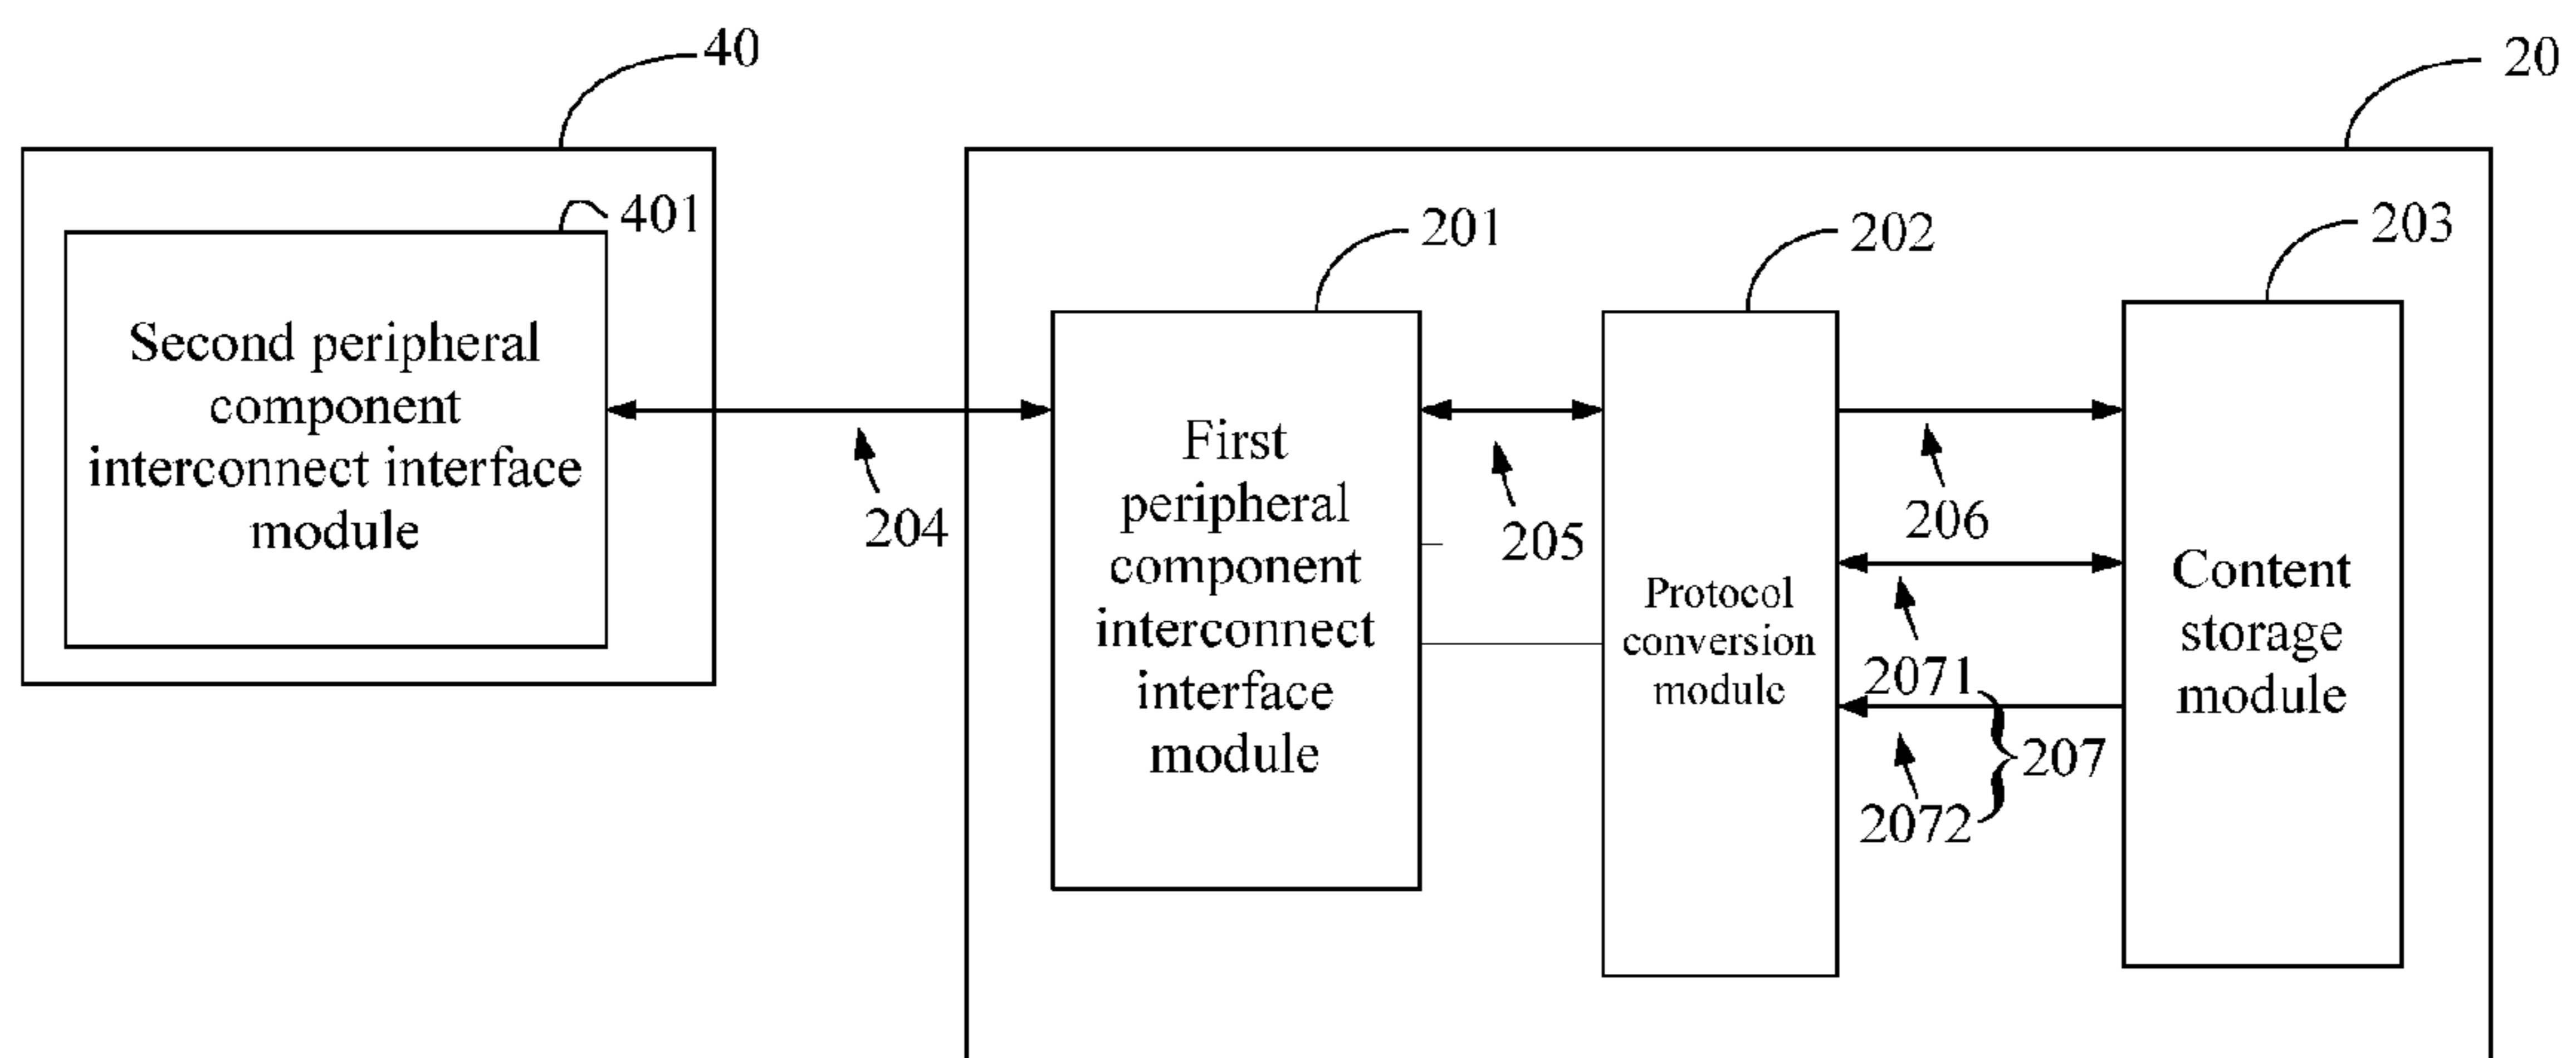 40
20
401
201
202
203
Second peripheral
component
interconnect interface
module
204
First
peripheral
component
interconnect
interface
module
205
Protocol
conversion
module
206
2071
207
2072
Content
storage
module